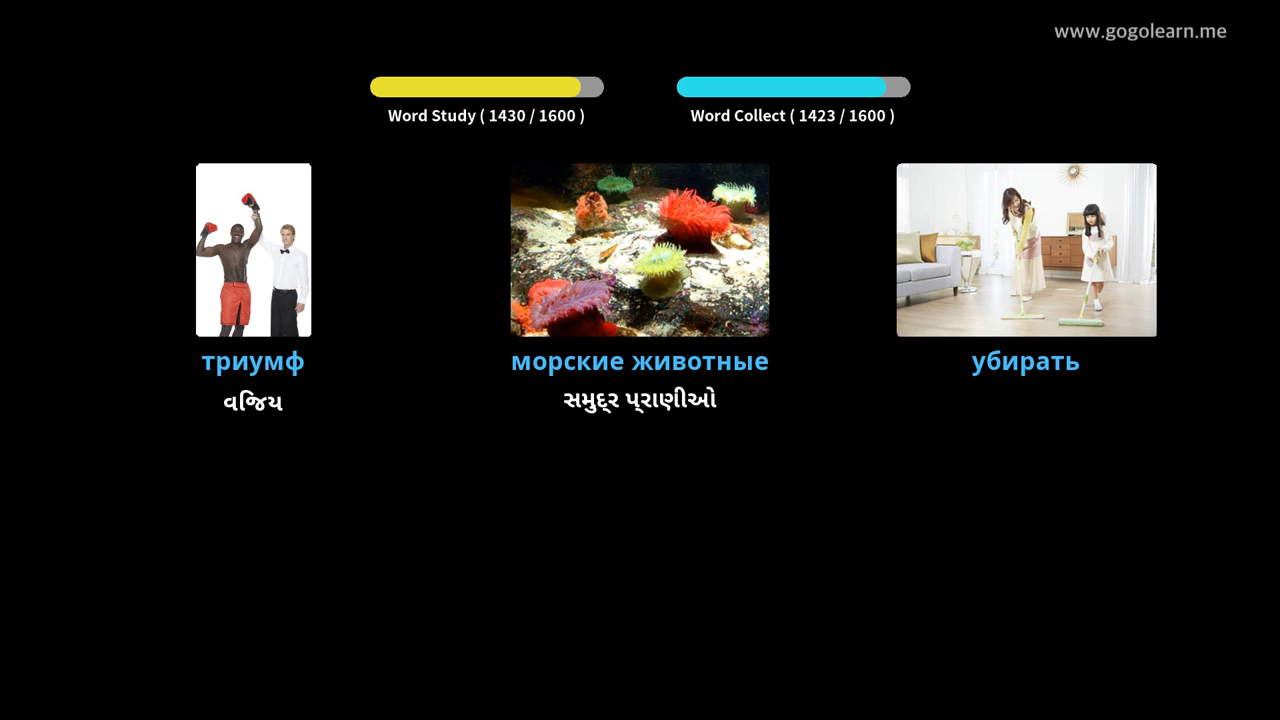 www.gogolearn.me
Word Study ( 1430 / 1600 )
Word Collect ( 1423 / 1600 )
триумф
морские животные
убирать
વિજય
સમુદ્ર પ્રાણીઓ